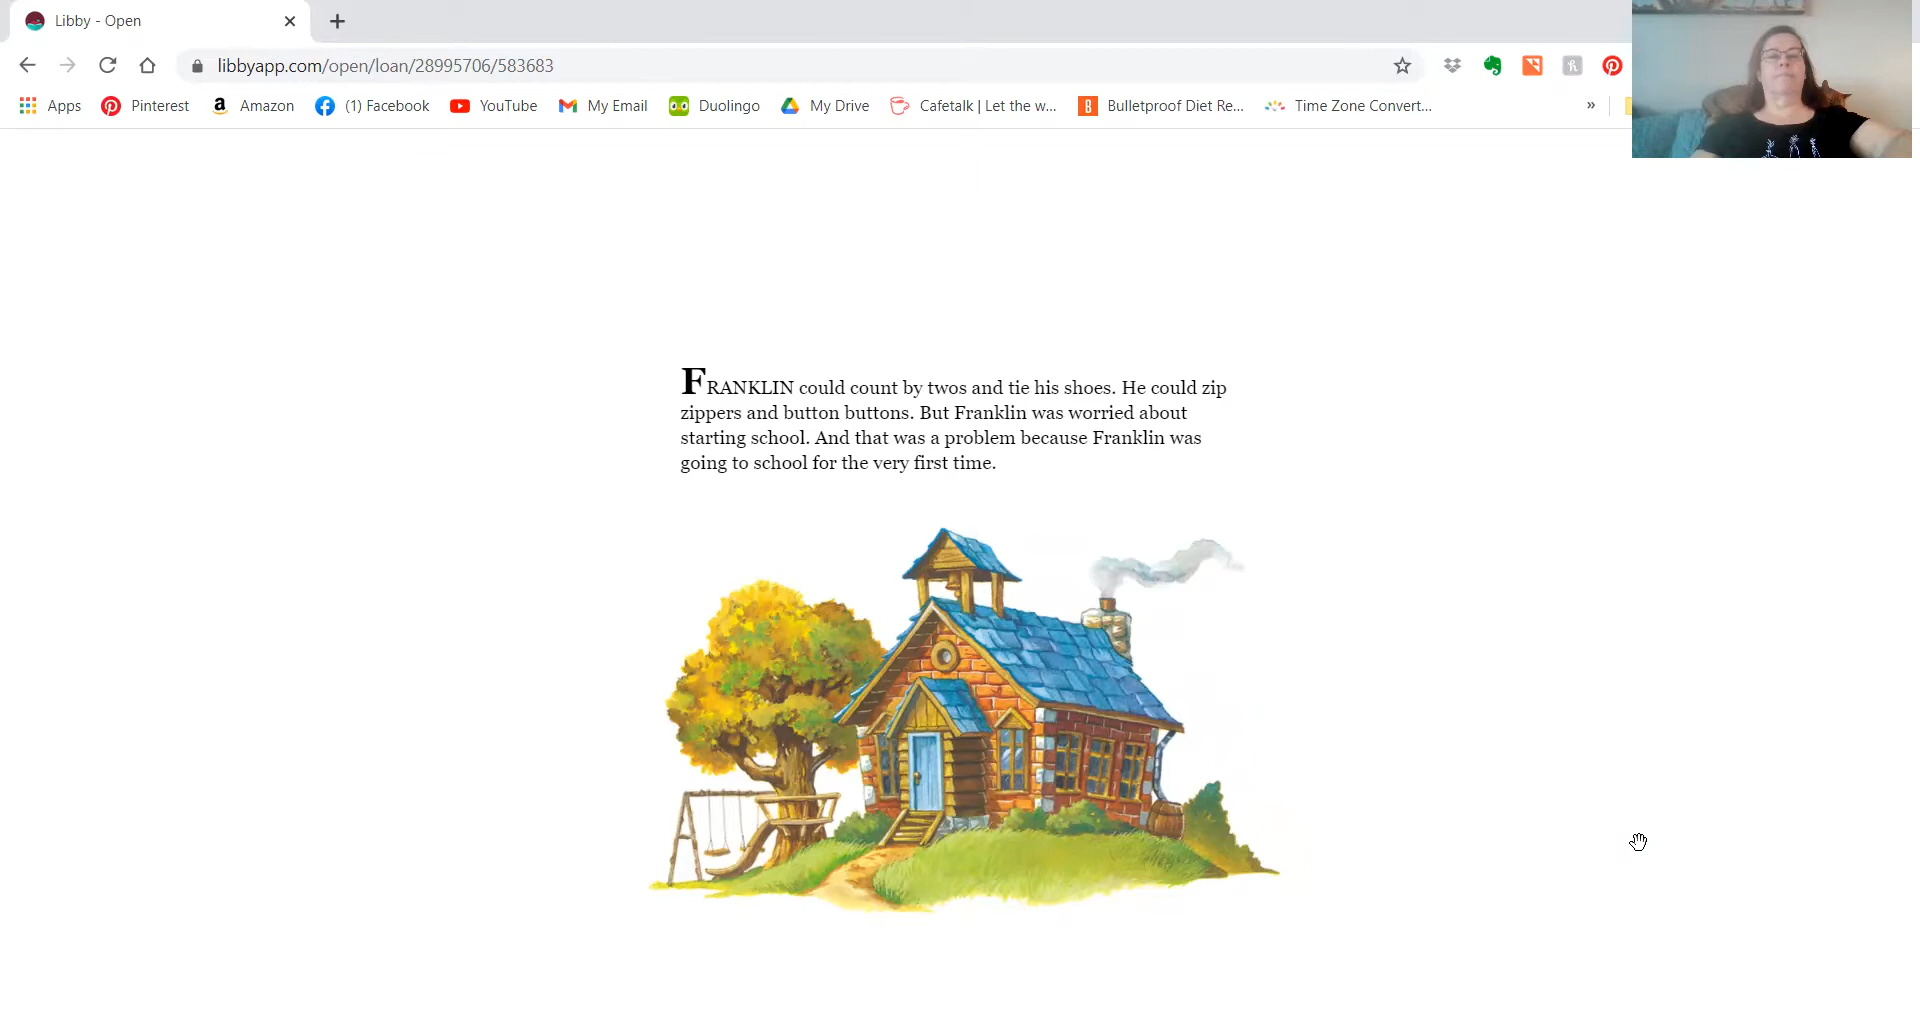 Libby - Open
libbyapp.com/open/loan/28995706/583683
Apps Pinterest Amazon (1) Facebook YouTube My Email Duolingo My Drive Cafetalk | Let the w... Bulletproof Diet Re... Time Zone Convert... »
FRANKLIN could count by twos and tie his shoes. He could zip
zippers and button buttons. But Franklin was worried about
starting school. And that was a problem because Franklin was
going to school for the very first time.